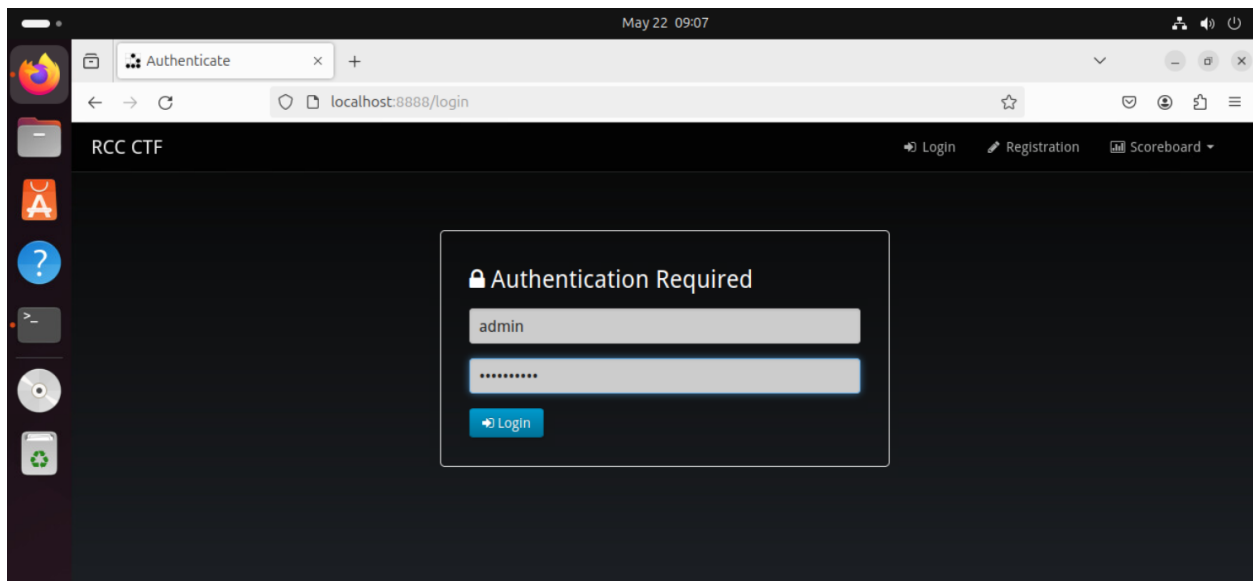 May 22 09:07
Authenticate
localhost:8888/login
RCC CTF
Login
Registration
Scoreboard
Authentication Required
admin
••••••••••
Login